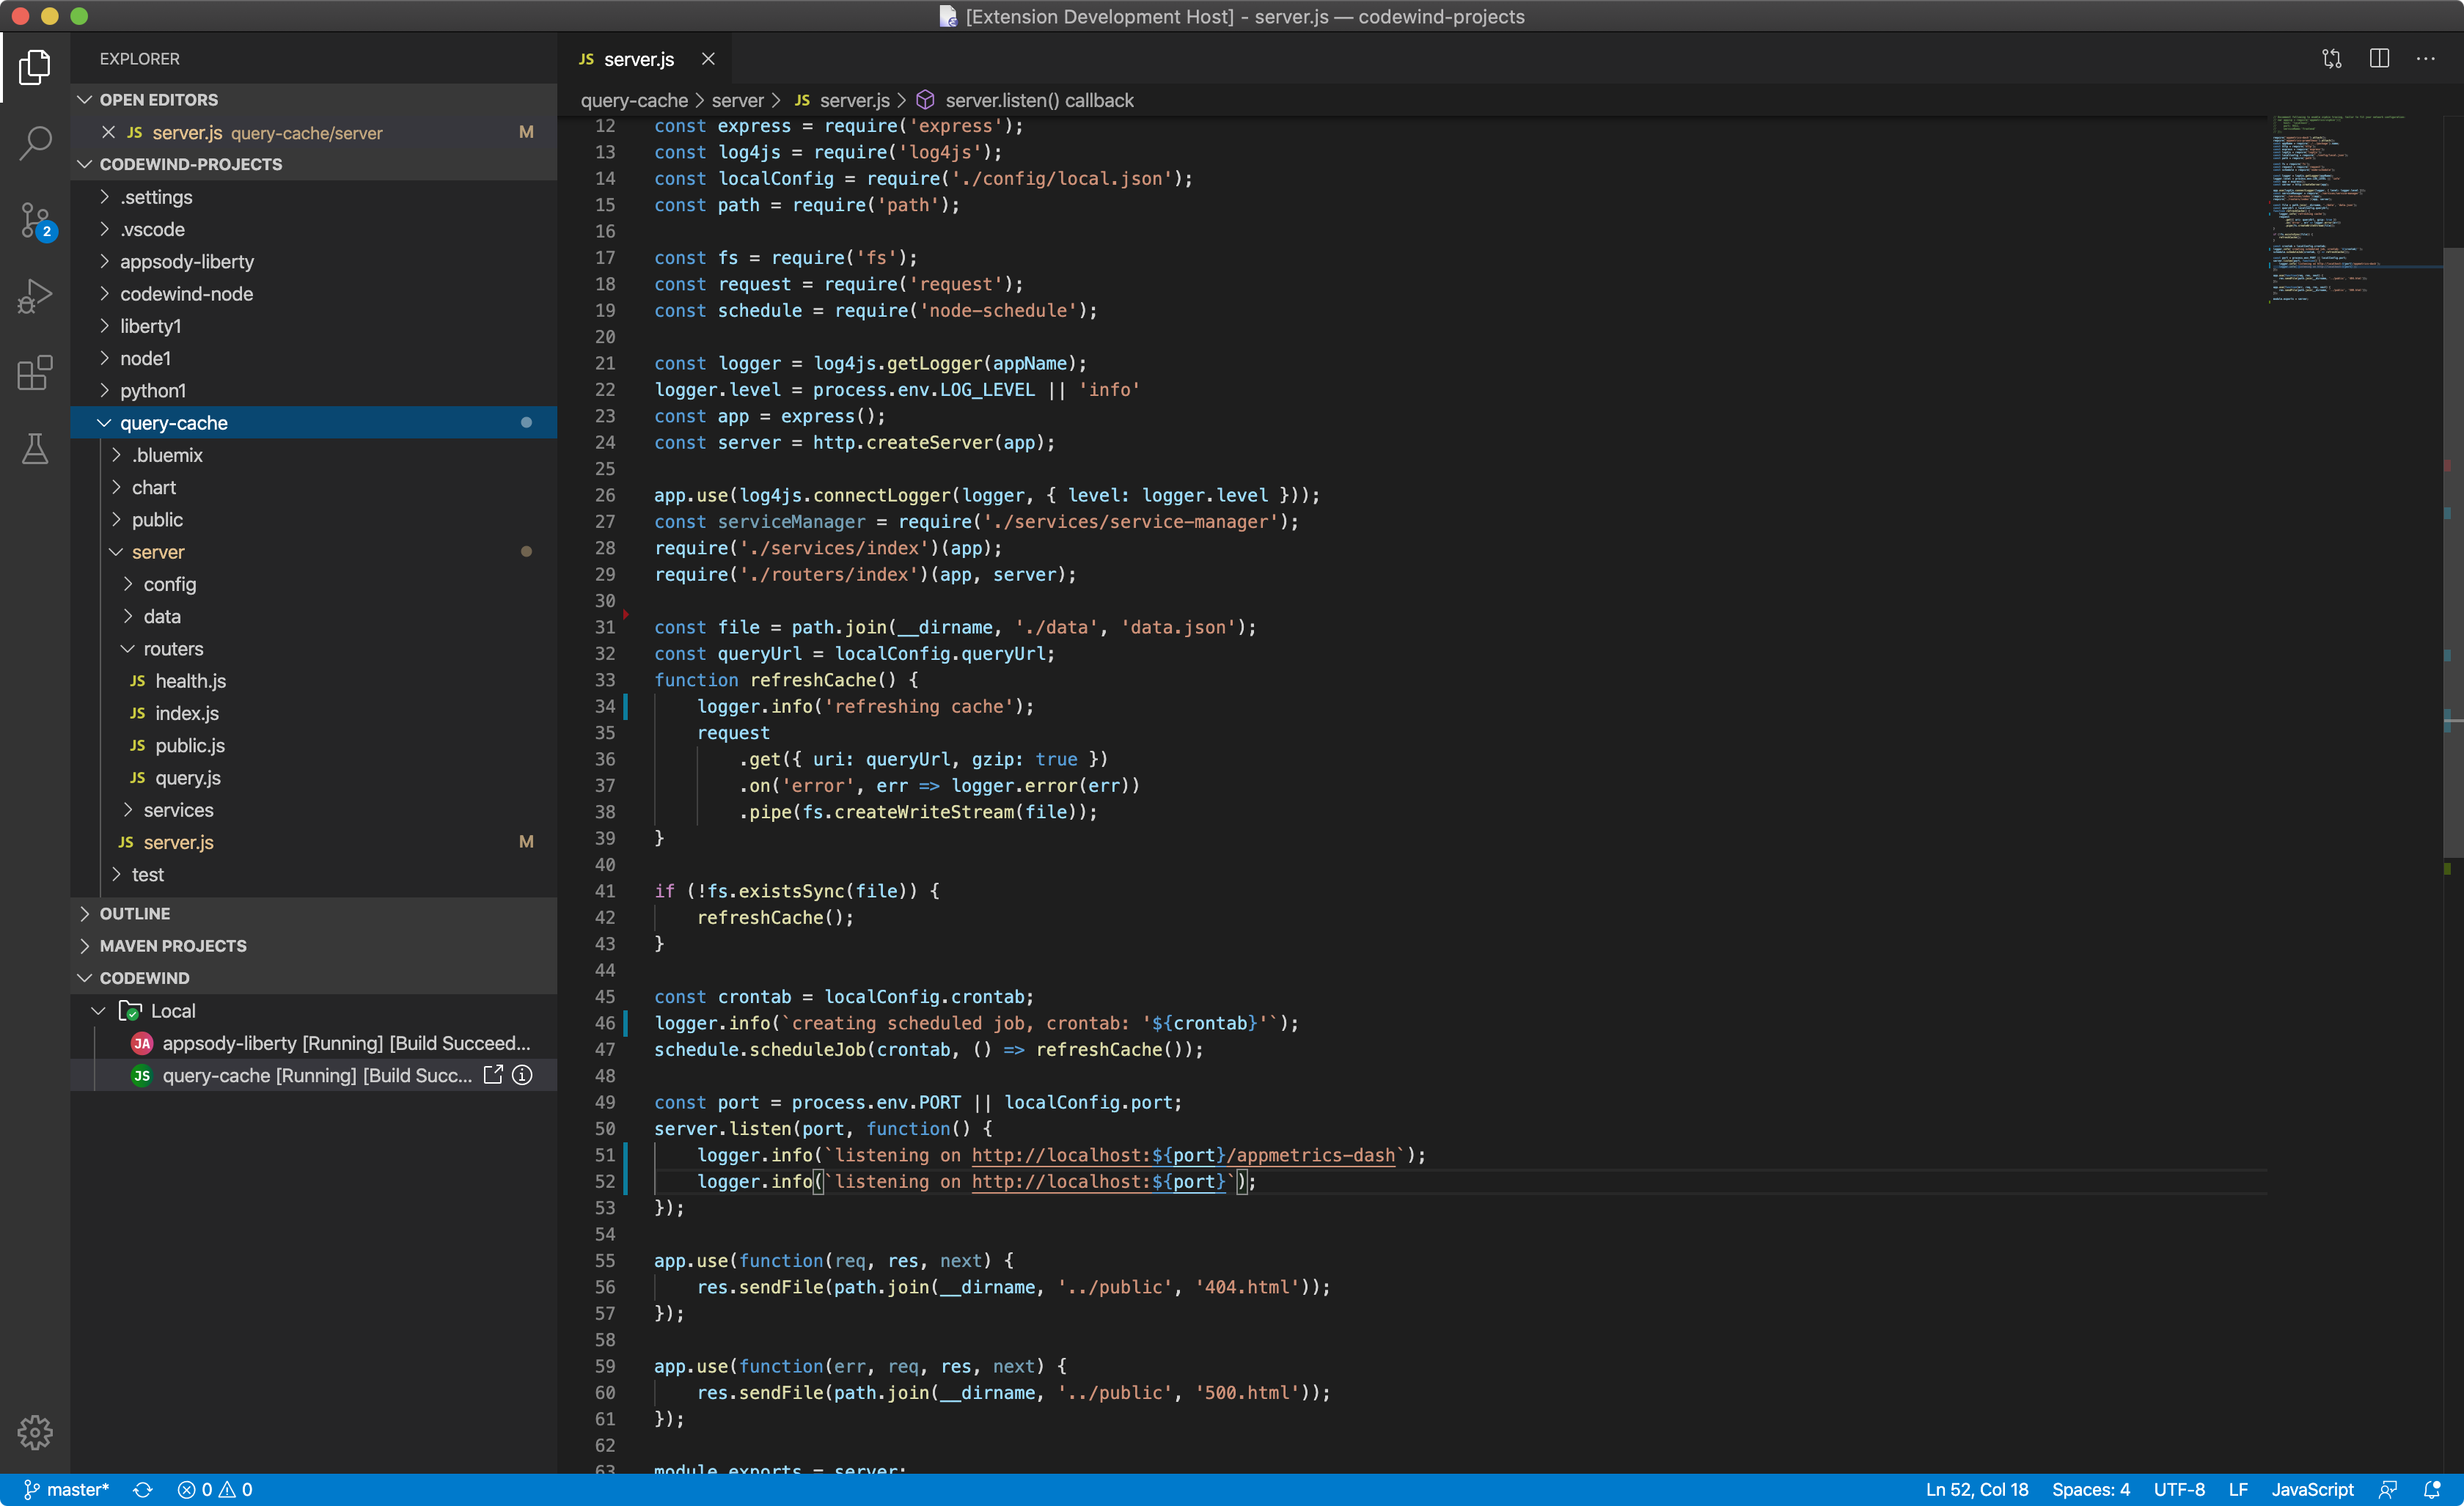 [Extension Development Host] - server.js — codewind-projects
EXPLORER
OPEN EDITORS
JS server.js query-cache/server M
CODEWIND-PROJECTS
.settings
.vscode
appsody-liberty
codewind-node
liberty1
node1
python1
query-cache
.bluemix
chart
public
server
config
data
routers
JS health.js
JS index.js
JS public.js
JS query.js
services
JS server.js M
test
OUTLINE
MAVEN PROJECTS
CODEWIND
Local
JA appsody-liberty [Running] [Build Succeed...
JS query-cache [Running] [Build Succ...
2
JS server.js
query-cache > server > JS server.js > server.listen() callback
12 const express = require('express');
13 const log4js = require('log4js');
14 const localConfig = require('./config/local.json');
15 const path = require('path');
16
17 const fs = require('fs');
18 const request = require('request');
19 const schedule = require('node-schedule');
20
21 const logger = log4js.getLogger(appName);
22 logger.level = process.env.LOG_LEVEL || 'info'
23 const app = express();
24 const server = http.createServer(app);
25
26 app.use(log4js.connectLogger(logger, { level: logger.level }));
27 const serviceManager = require('./services/service-manager');
28 require('./services/index')(app);
29 require('./routers/index')(app, server);
30
31 const file = path.join(__dirname, './data', 'data.json');
32 const queryUrl = localConfig.queryUrl;
33 function refreshCache() {
34     logger.info('refreshing cache');
35     request
36         .get({ uri: queryUrl, gzip: true })
37         .on('error', err => logger.error(err))
38         .pipe(fs.createWriteStream(file));
39 }
40
41 if (!fs.existsSync(file)) {
42     refreshCache();
43 }
44
45 const crontab = localConfig.crontab;
46 logger.info(`creating scheduled job, crontab: '${crontab}'`);
47 schedule.scheduleJob(crontab, () => refreshCache());
48
49 const port = process.env.PORT || localConfig.port;
50 server.listen(port, function() {
51     logger.info(`listening on http://localhost:${port}/appmetrics-dash`);
52     logger.info(`listening on http://localhost:${port}`);
53 });
54
55 app.use(function(req, res, next) {
56     res.sendFile(path.join(__dirname, '../public', '404.html'));
57 });
58
59 app.use(function(err, req, res, next) {
60     res.sendFile(path.join(__dirname, '../public', '500.html'));
61 });
62
63 module.exports = server;
master* 0 0 Ln 52, Col 18 Spaces: 4 UTF-8 LF JavaScript